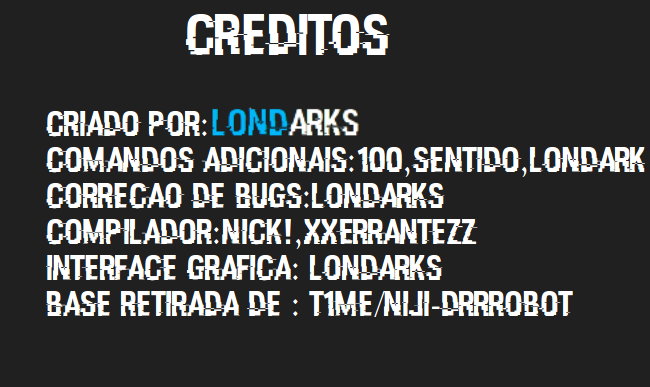 CREDITOS
CRIADO POR:LONDARKS
COMANDOS ADICIONAIS:100,SENTIDO,LONDARK
CORRECAO DE BUGS:LONDARKS
COMPILADOR:NICK!,XXERRANTEZZ
INTERFACE GRAFICA: LONDARKS
BASE RETIRADA DE : T1ME/NIJI-DRRROBOT